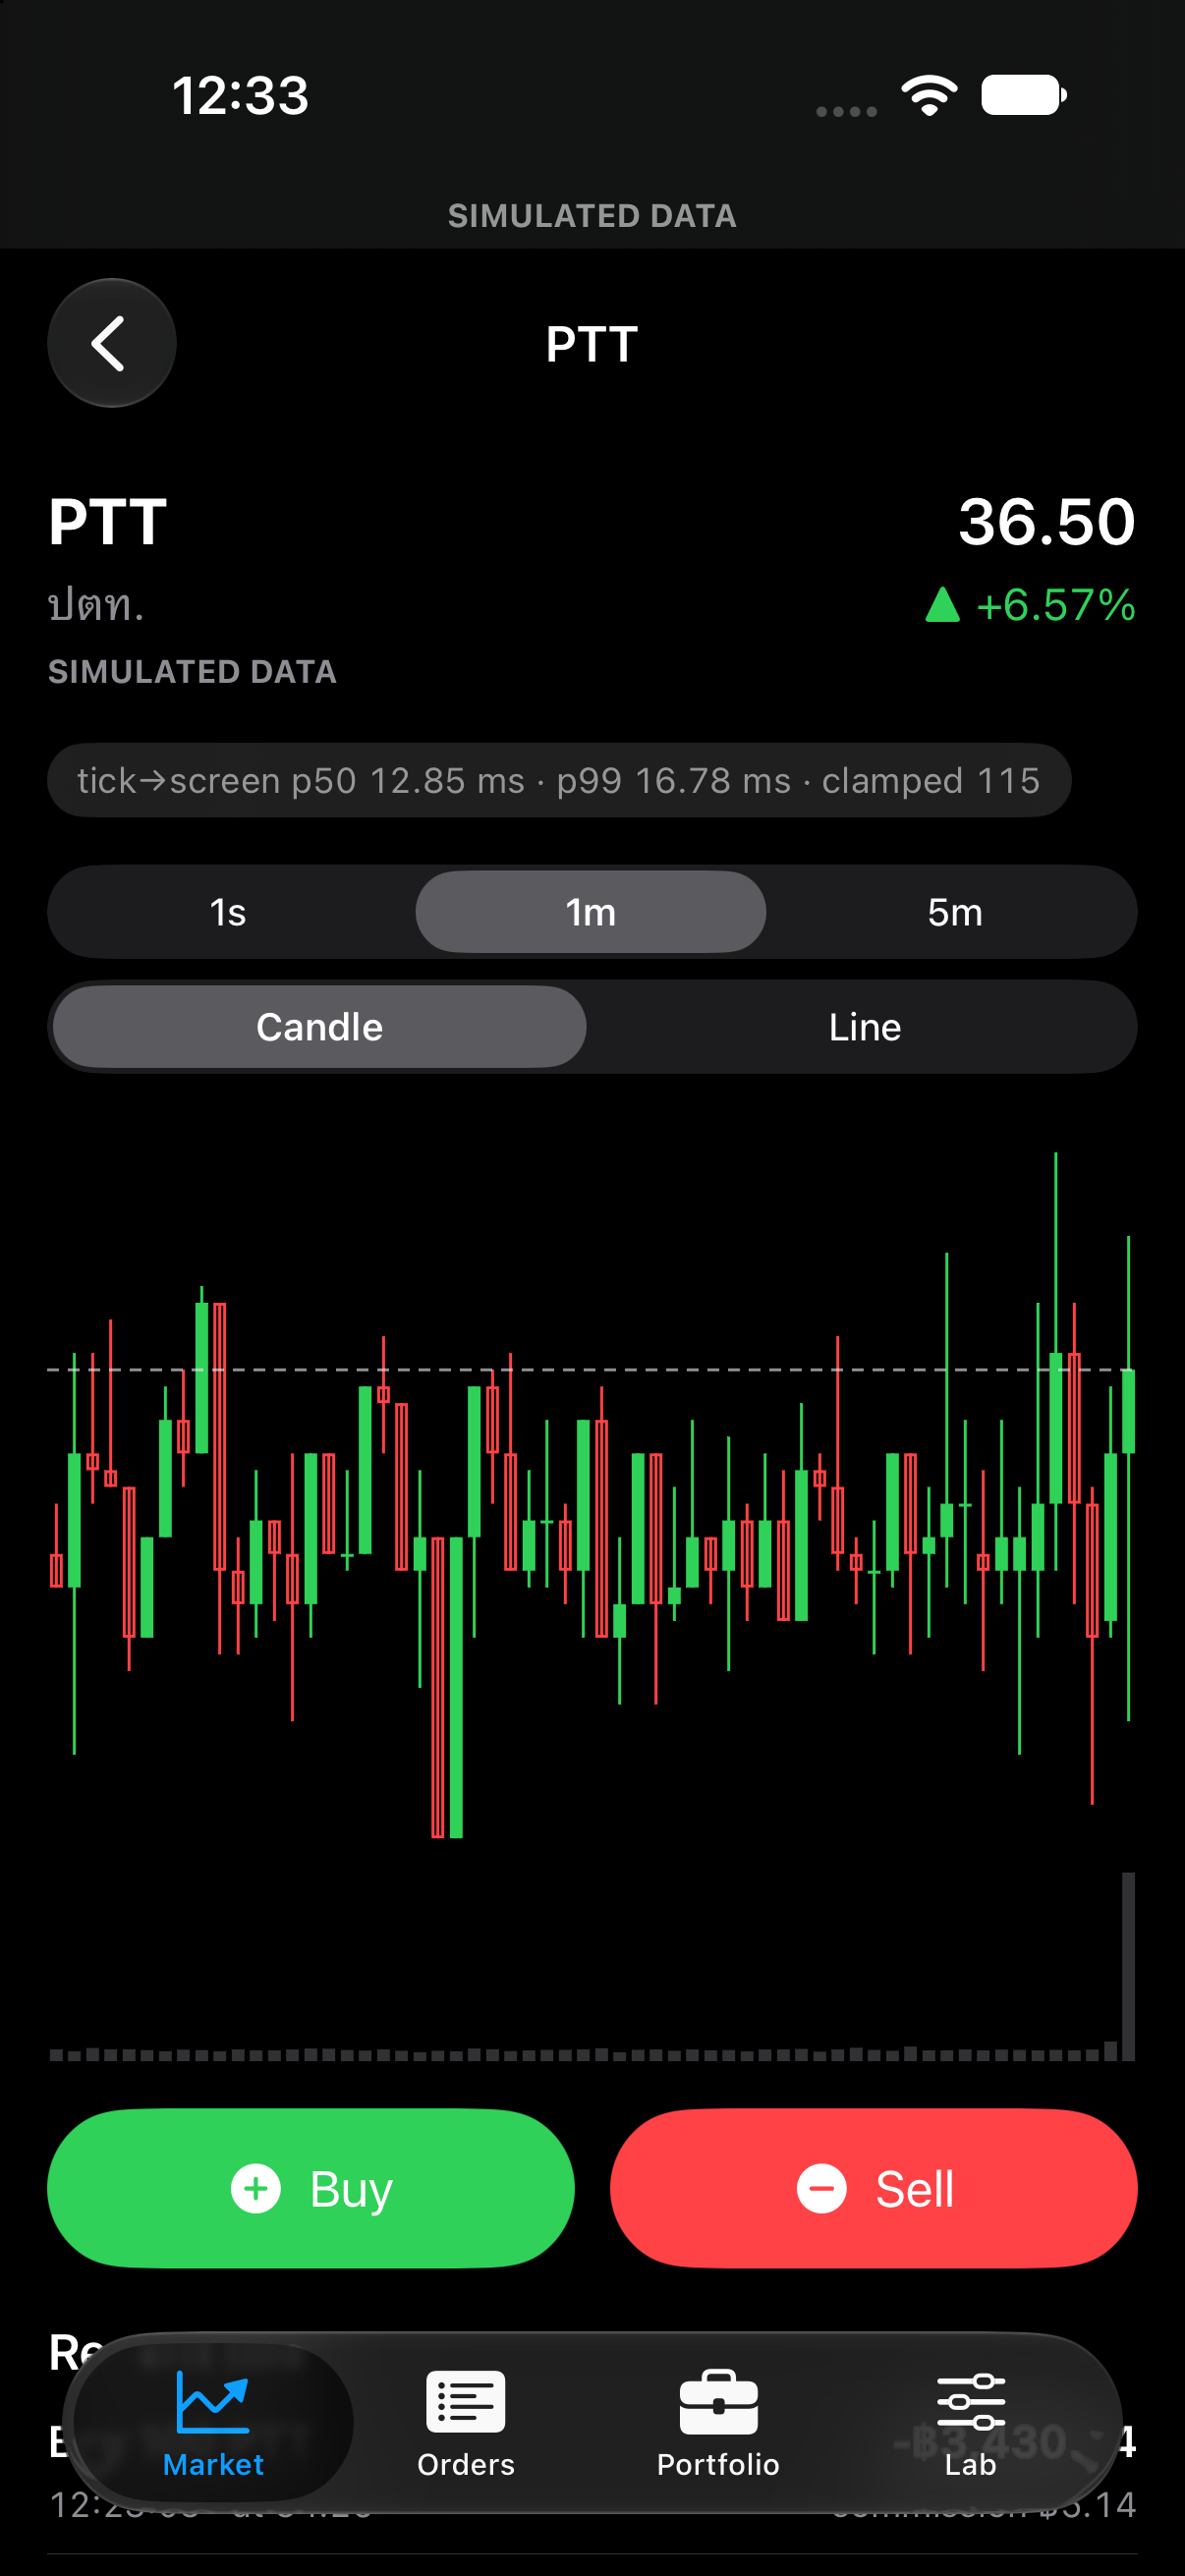 12:33
SIMULATED DATA
PTT
PTT 36.50
ปตท. ▲ +6.57%
SIMULATED DATA
tick→screen p50 12.85 ms · p99 16.78 ms · clamped 115
1s 1m 5m
Candle Line
Buy Sell
Market Orders Portfolio Lab